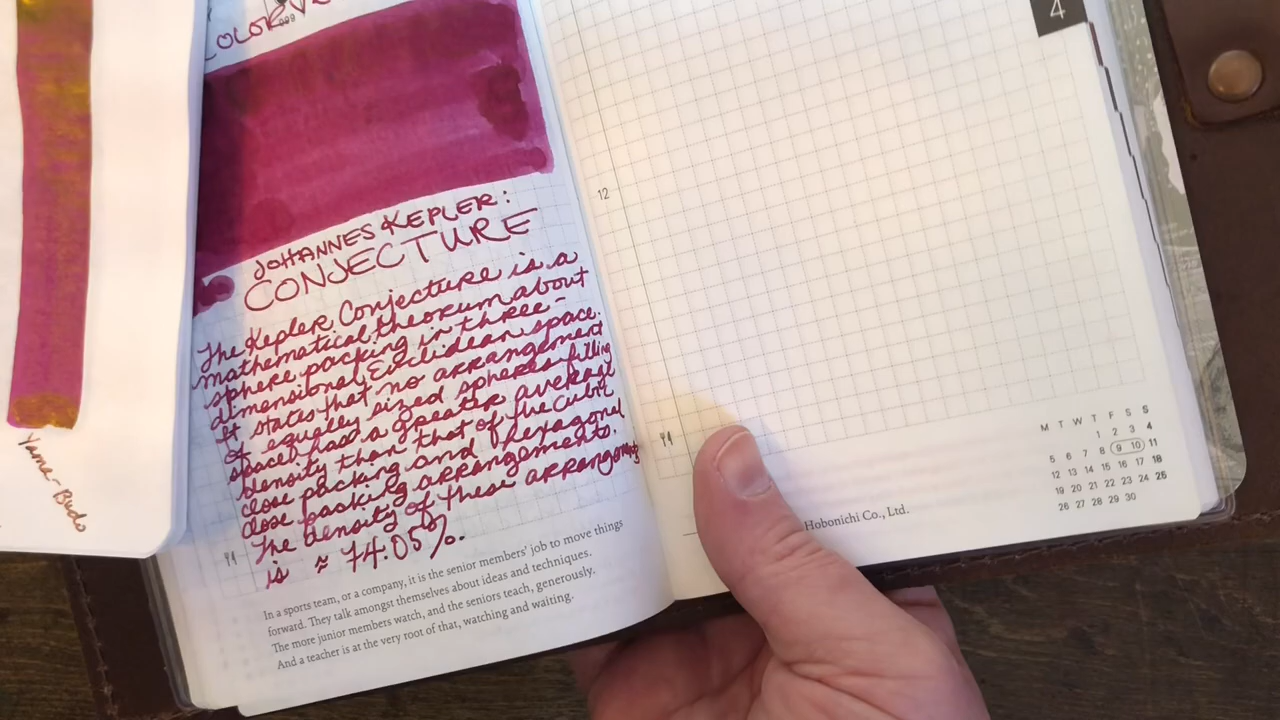 Yama-Budo
009
JOHANNES KEPLER:
CONJECTURE
The Kepler Conjecture is a
mathematical theorum about
sphere packing in three-
dimensional Euclidean space.
It states that no arrangement
of equally sized spheres filling
space has a greater average
density than that of the cubit
close packing and hexagonal
close packing arrangements.
The density of these arrangements
is ≈ 74.05%.
In a sports team, or a company, it is the senior members' job to move things
forward. They talk amongst themselves about ideas and techniques.
The more junior members watch, and the seniors teach, generously.
And a teacher is at the very root of that, watching and waiting.
4
12
M T W T F S S
1 2 3 4
5 6 7 8 9 10 11
12 13 14 15 16 17 18
19 20 21 22 23 24 25
26 27 28 29 30
Hobonichi Co., Ltd.